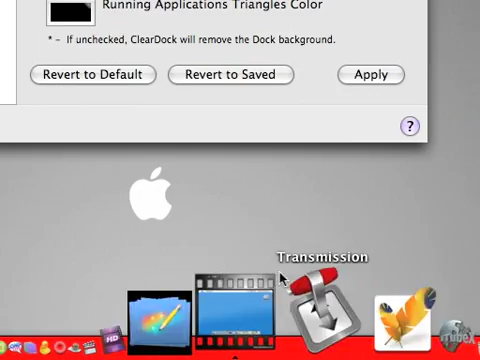 Running Applications Triangles Color
* - If unchecked, ClearDock will remove the Dock background.
Revert to Default
Revert to Saved
Apply
?
Transmission
HD